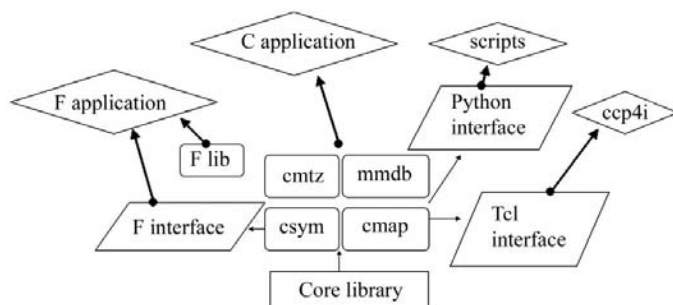 C application
scripts
F application
Python
interface
ccp4i
F lib
cmtz
mmdb
F interface
csym
cmap
Tcl
interface
Core library